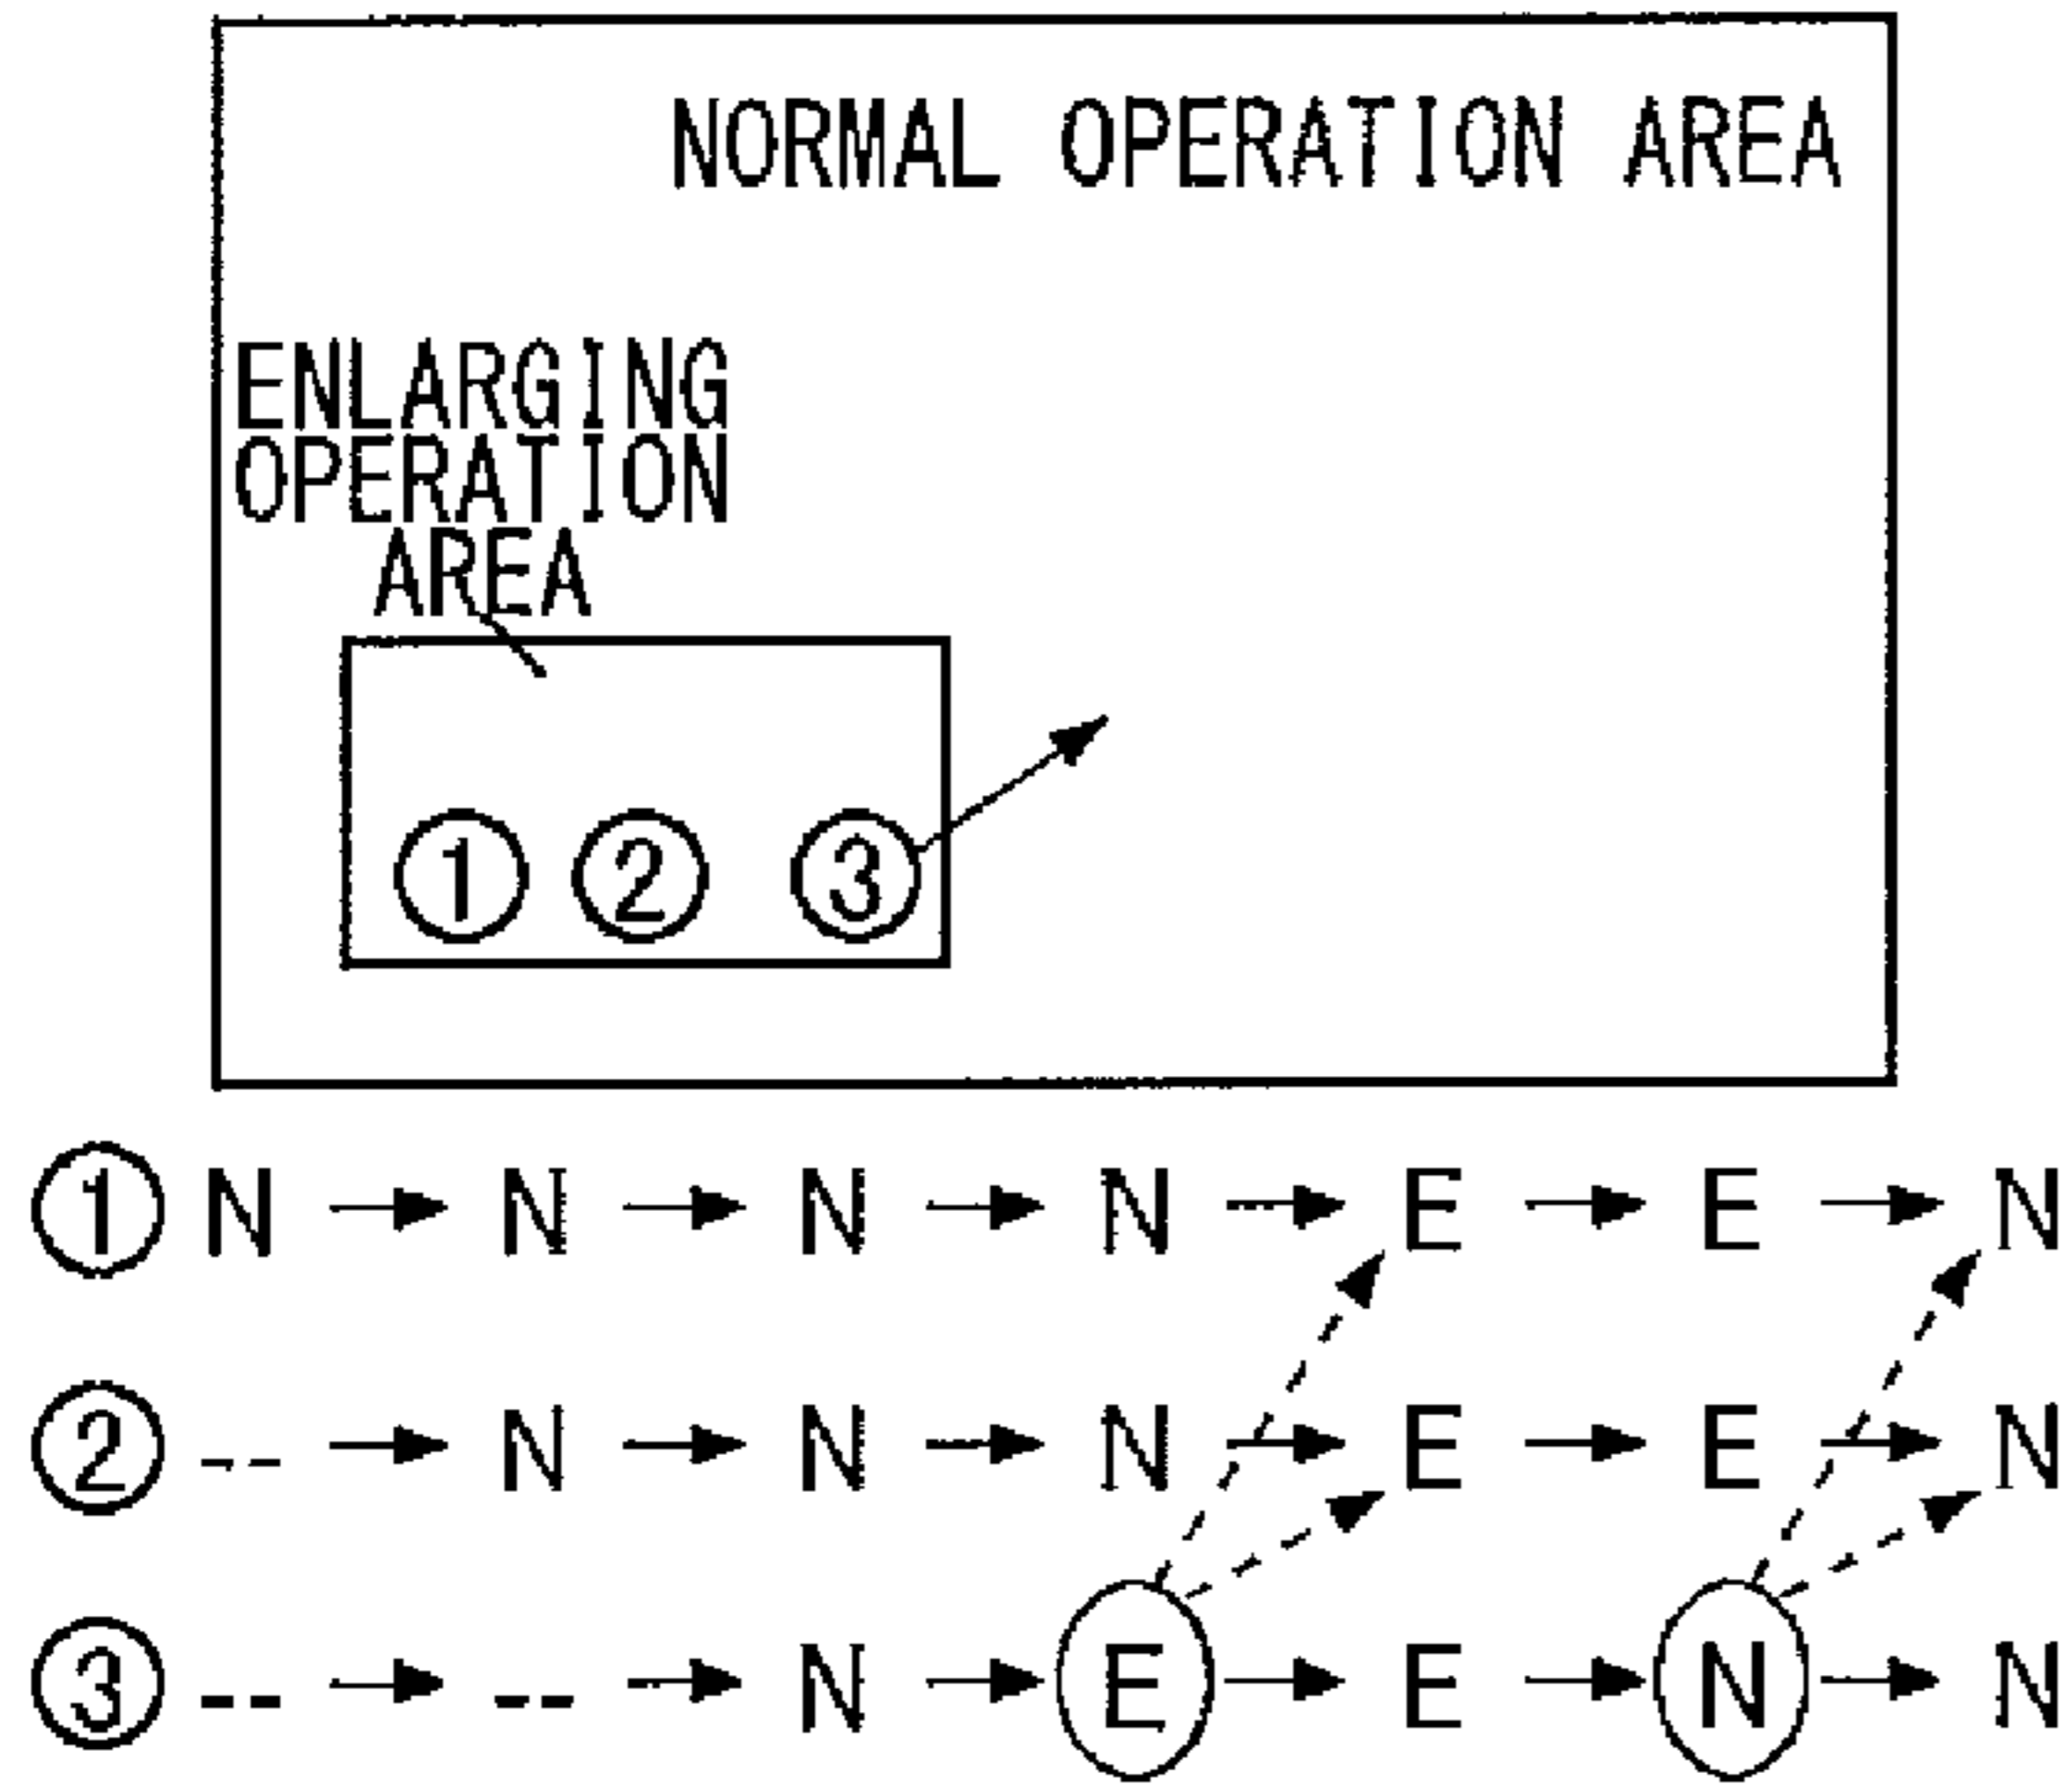 NORMAL OPERATION AREA
ENLARGING
OPERATION
AREA
① ② ③
① N → N → N → N → E → E → N
② -- → N → N → N → E → E → N
③ -- → -- → N → E → E → N → N